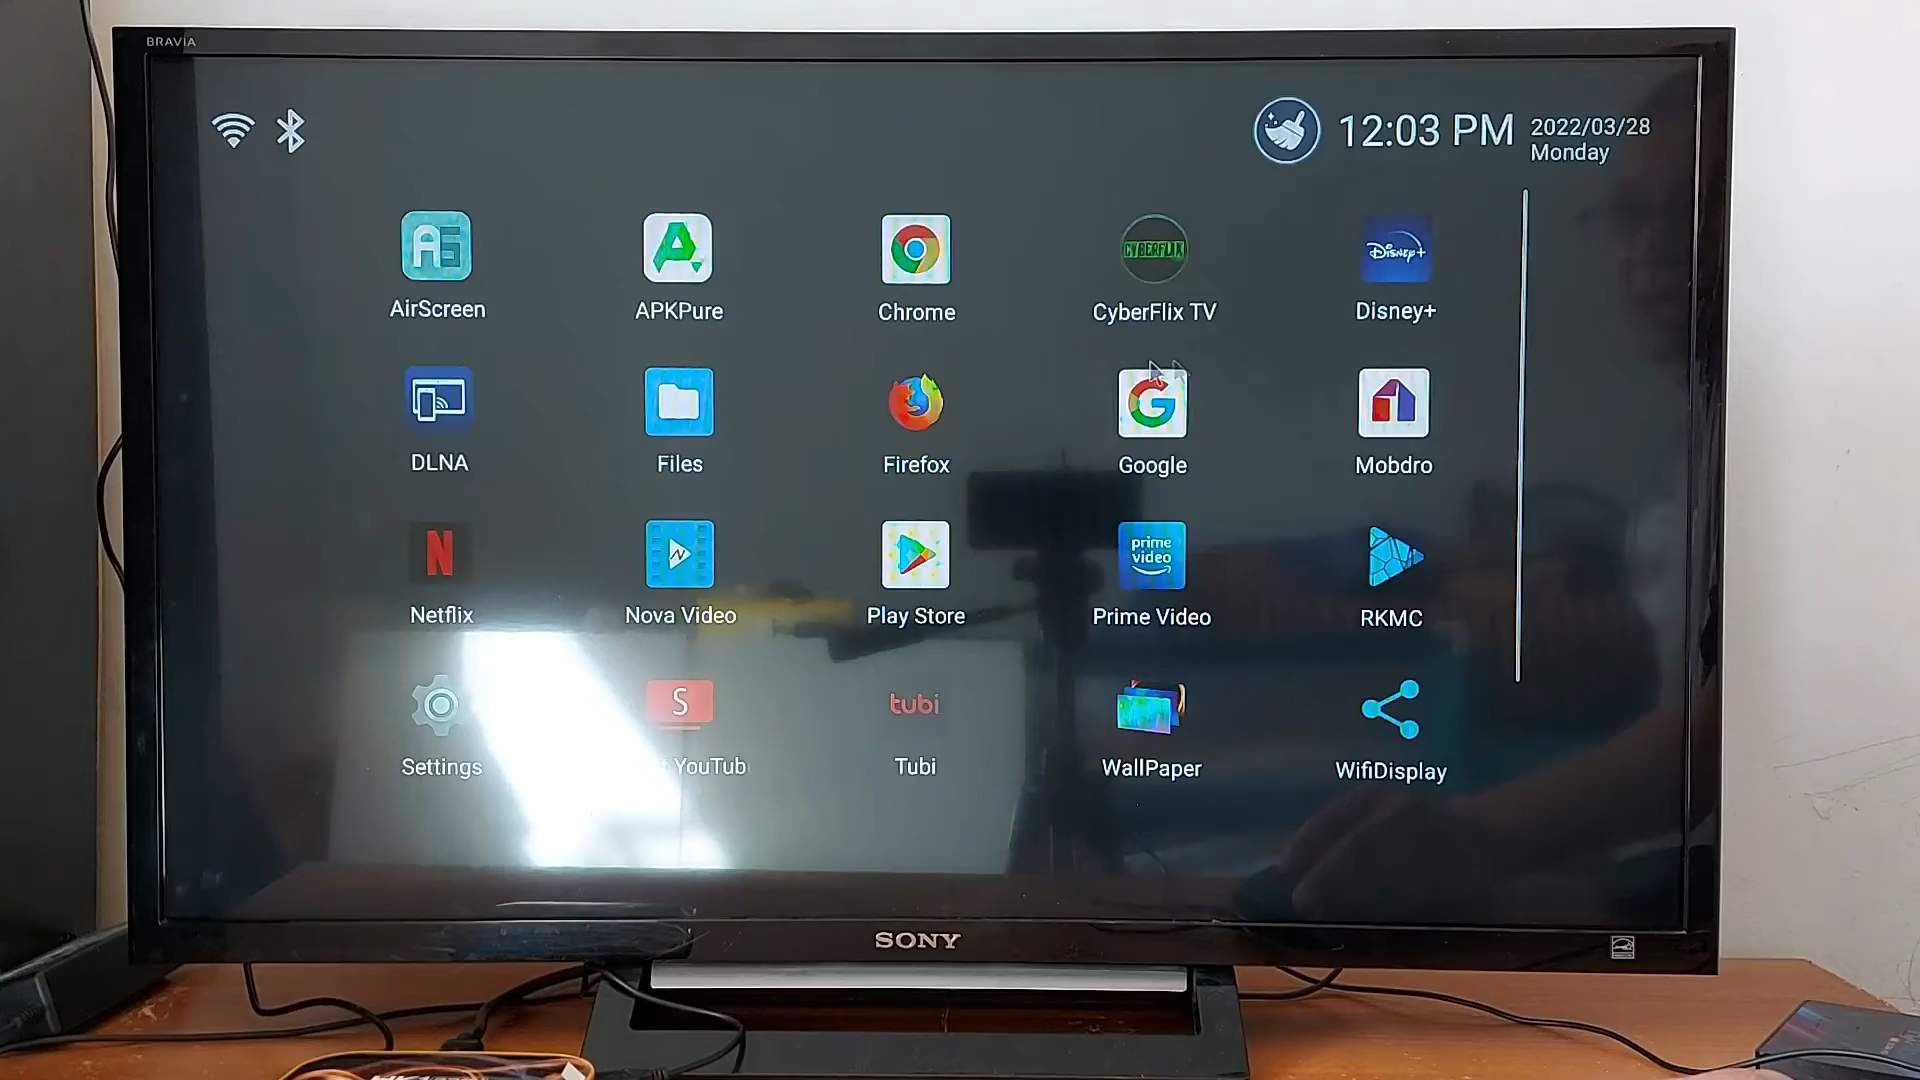 BRAVIA
12:03 PM
2022/03/28
Monday
AirScreen
APKPure
Chrome
CYBERFLIX
CyberFlix TV
Disney+
Disney+
DLNA
Files
Firefox
Google
Mobdro
Netflix
Nova Video
Play Store
prime
video
Prime Video
RKMC
Settings
t YouTub
tubi
Tubi
WallPaper
WifiDisplay
SONY